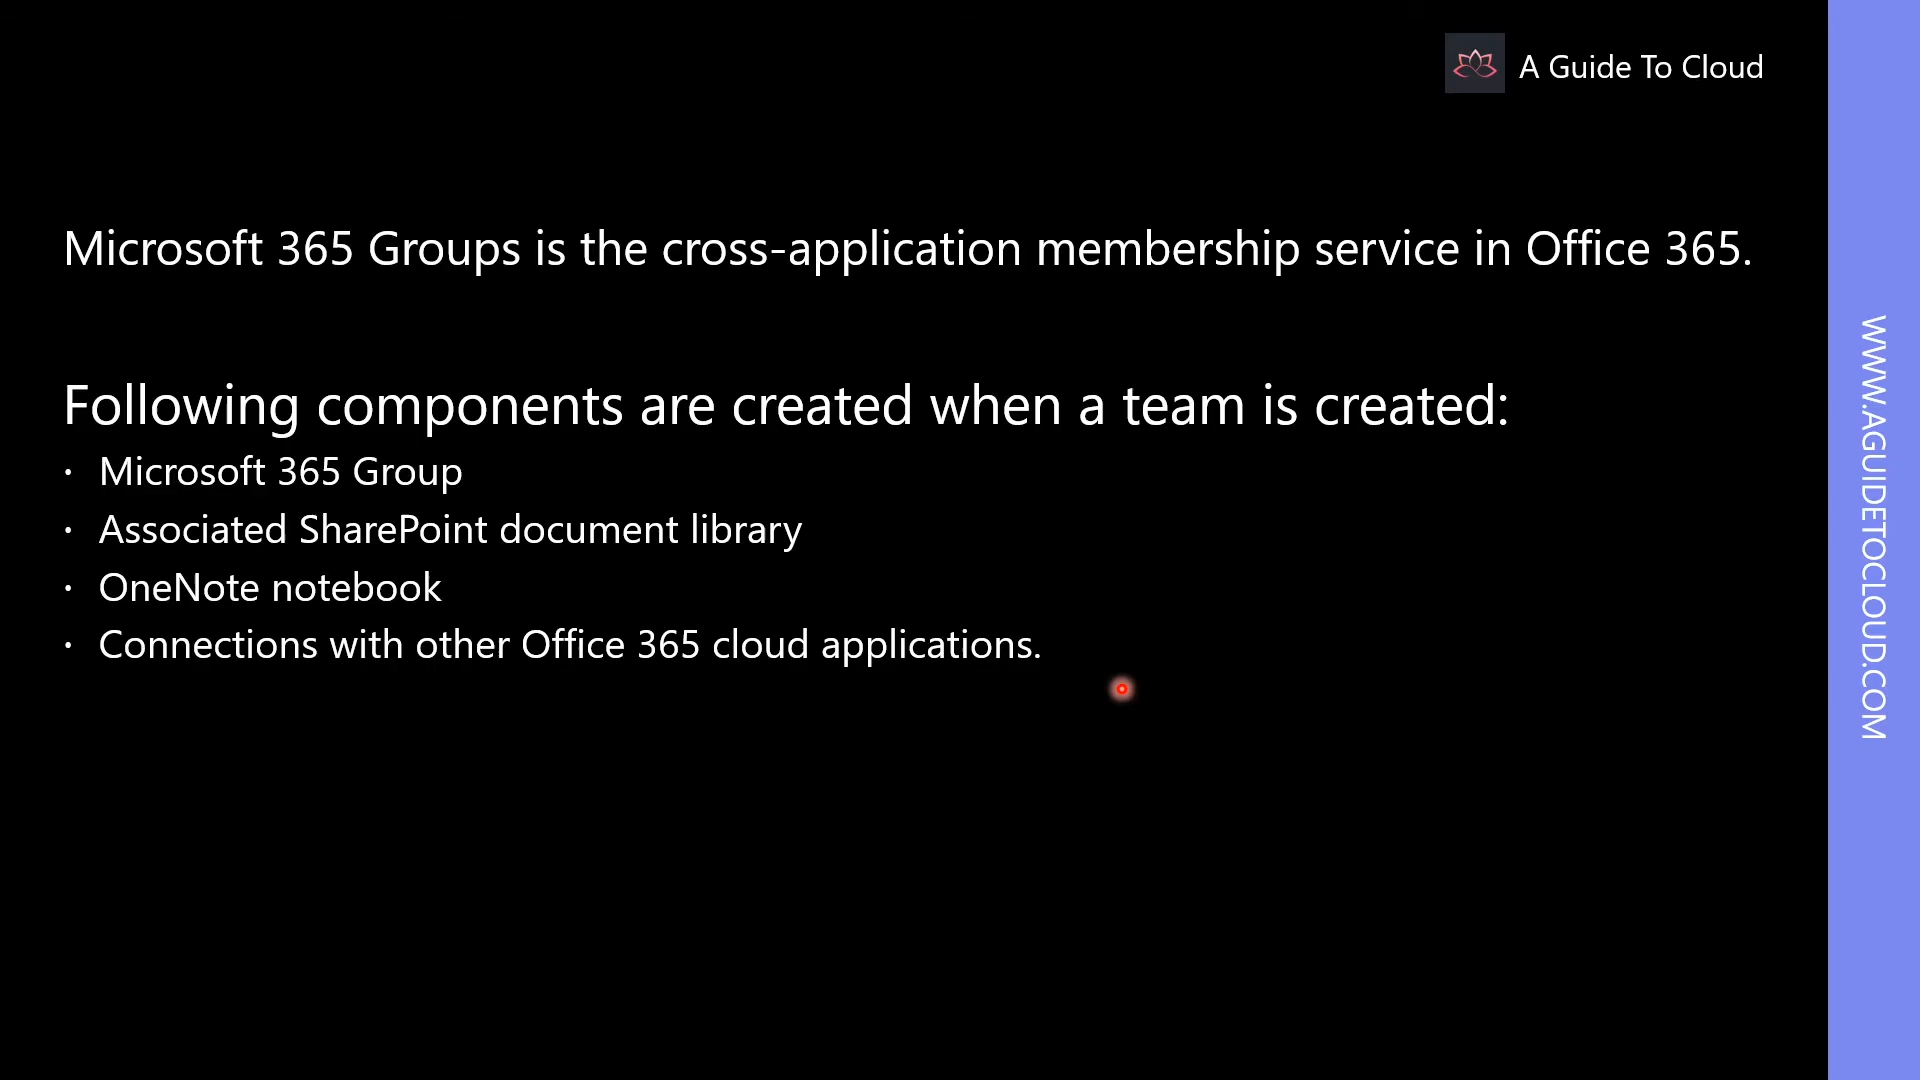 A Guide To Cloud
Microsoft 365 Groups is the cross-application membership service in Office 365.
Following components are created when a team is created:
· Microsoft 365 Group
· Associated SharePoint document library
· OneNote notebook
· Connections with other Office 365 cloud applications.
WWW.AGUIDETOCLOUD.COM